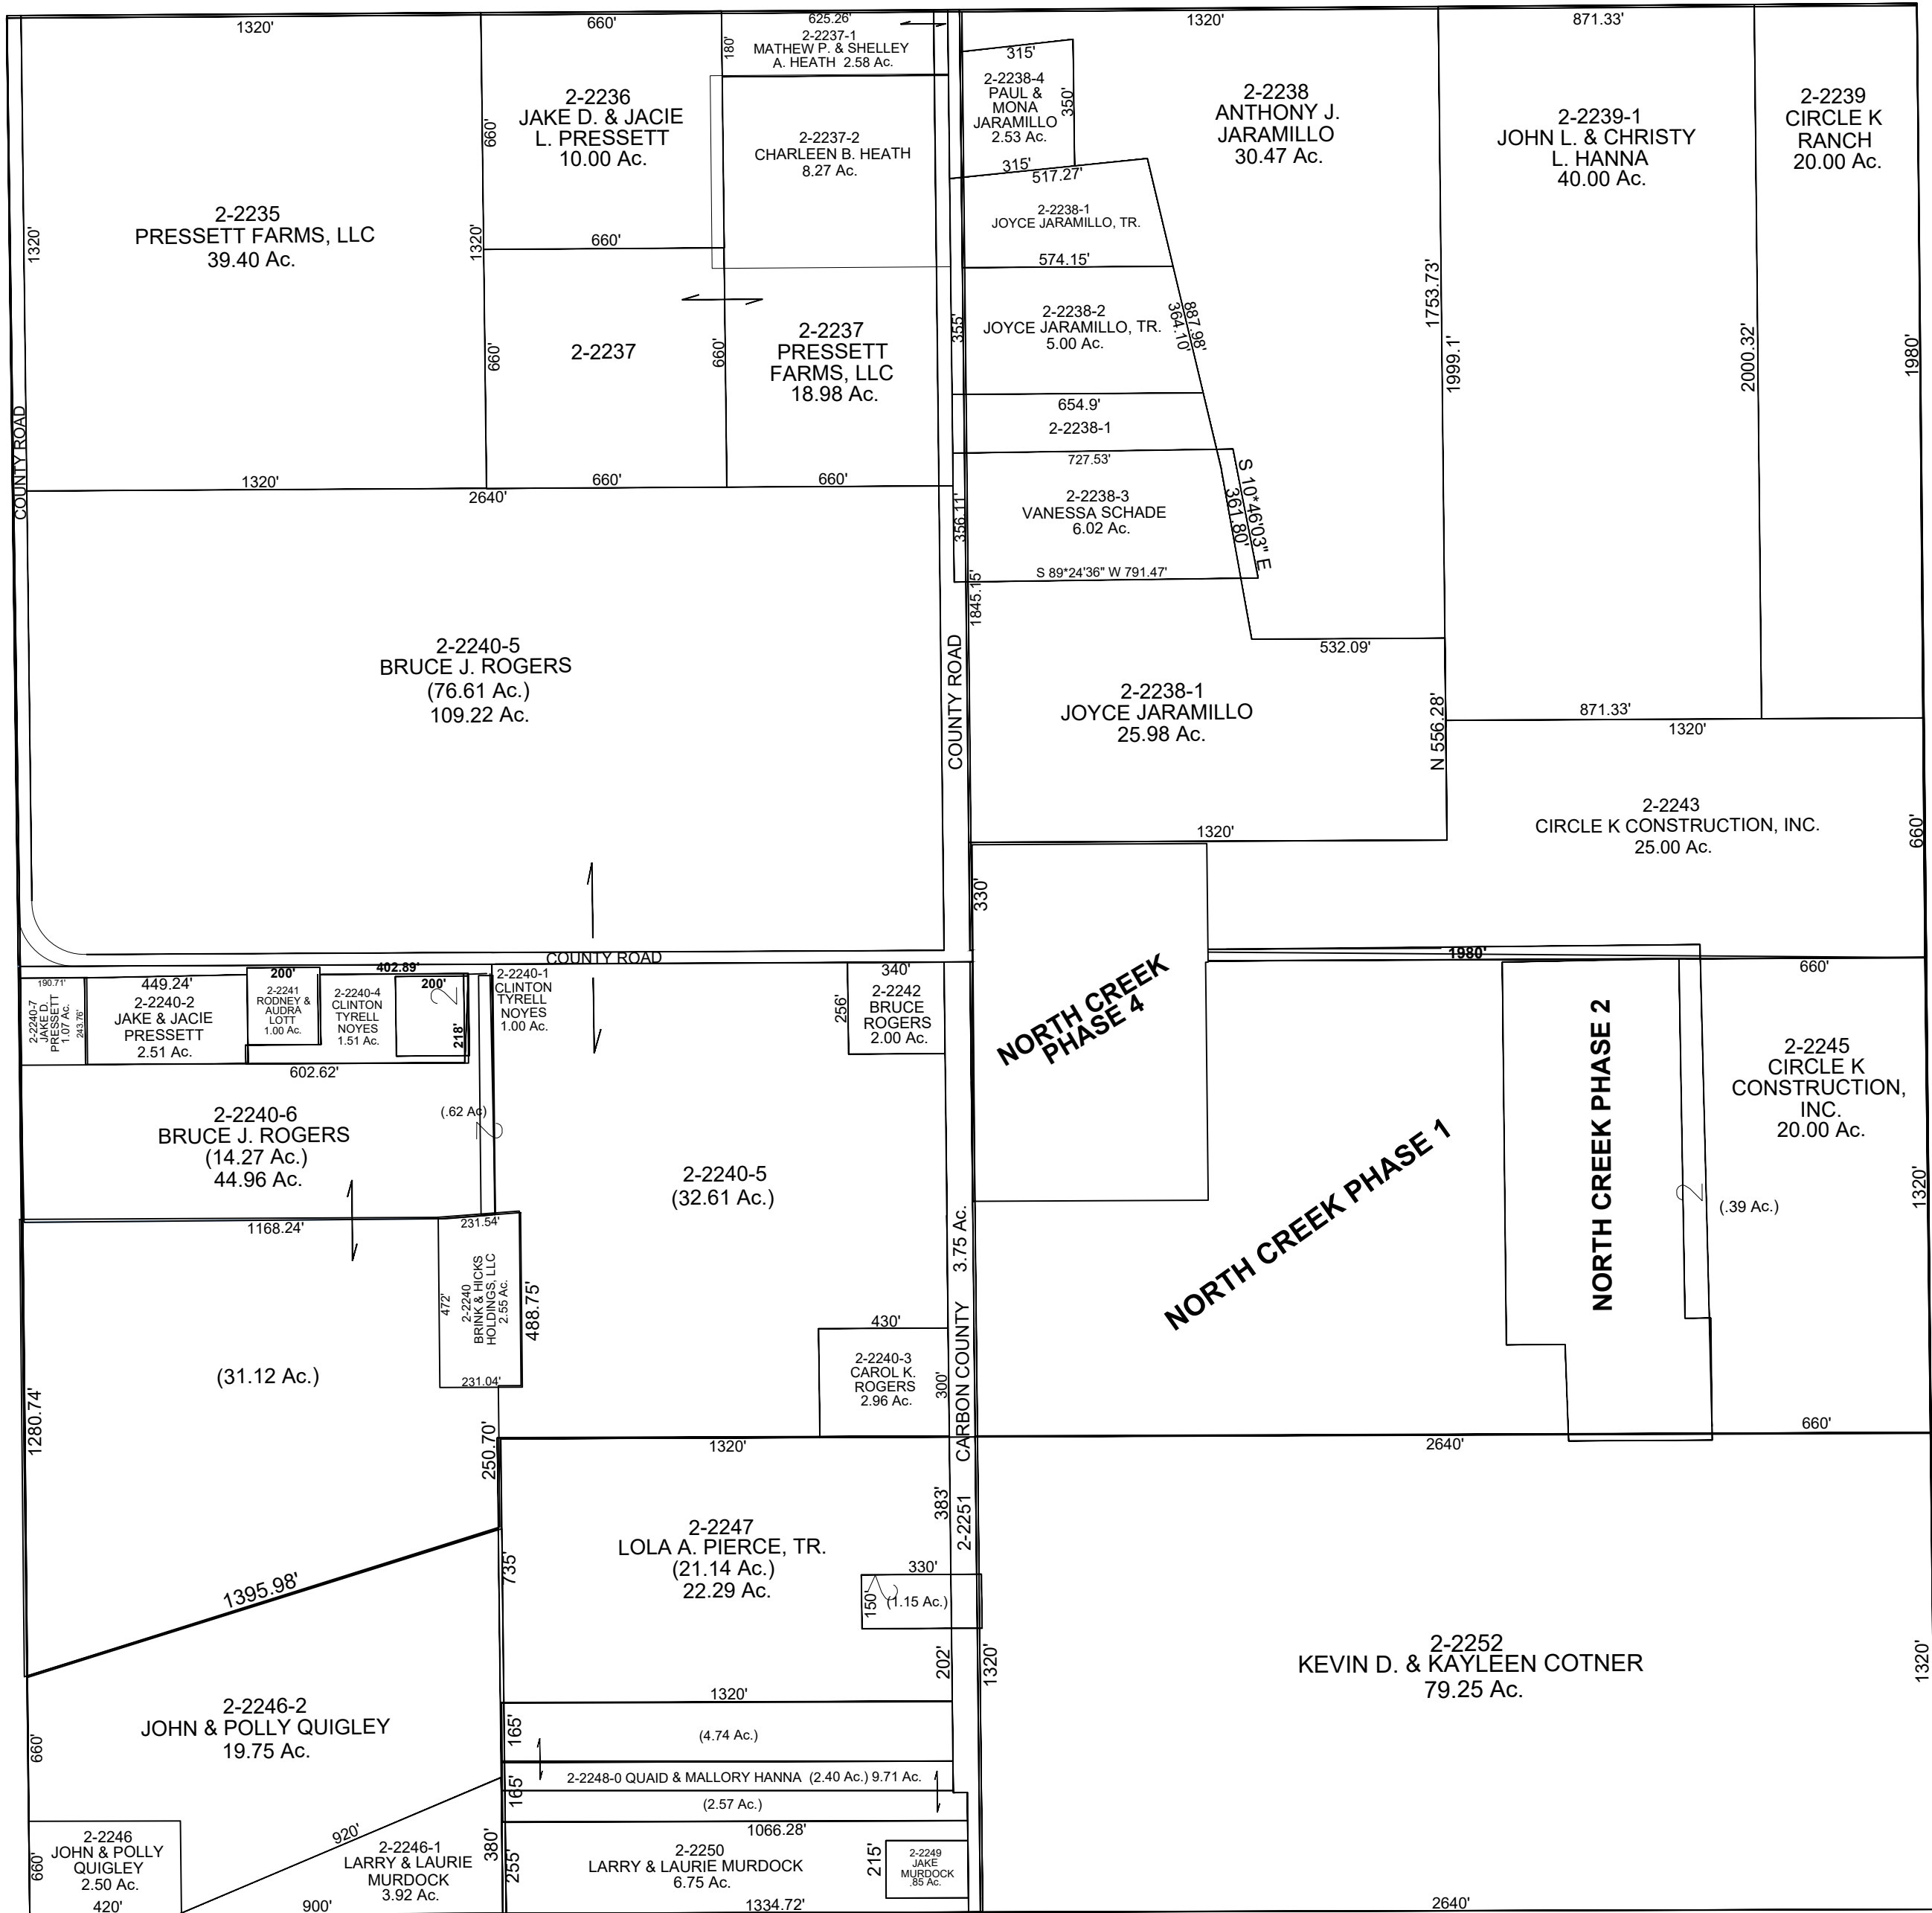 1320'
660'
625.26'
2-2237-1
MATHEW P. & SHELLEY
A. HEATH 2.58 Ac.
180'
1320'
871.33'
315'
2-2238-4
PAUL &
MONA
JARAMILLO
2.53 Ac.
350'
315'
517.27'
2-2236
JAKE D. & JACIE
L. PRESSETT
10.00 Ac.
660'
2-2237-2
CHARLEEN B. HEATH
8.27 Ac.
2-2238
ANTHONY J.
JARAMILLO
30.47 Ac.
2-2239-1
JOHN L. & CHRISTY
L. HANNA
40.00 Ac.
2-2239
CIRCLE K
RANCH
20.00 Ac.
2-2235
PRESSETT FARMS, LLC
39.40 Ac.
1320'
1320'
660'
2-2238-1
JOYCE JARAMILLO, TR.
574.15'
2-2238-2
JOYCE JARAMILLO, TR.
5.00 Ac.
355'
887.98'
364.10'
1753.73'
1999.1'
2000.32'
1980'
2-2237
660'
660'
2-2237
PRESSETT
FARMS, LLC
18.98 Ac.
654.9'
2-2238-1
727.53'
2-2238-3
VANESSA SCHADE
6.02 Ac.
356.11'
S 10*46'03" E
361.80'
S 89*24'36" W 791.47'
COUNTY ROAD
1320'
660'
660'
2640'
1845.15'
532.09'
2-2240-5
BRUCE J. ROGERS
(76.61 Ac.)
109.22 Ac.
COUNTY ROAD
2-2238-1
JOYCE JARAMILLO
25.98 Ac.
N 556.28'
871.33'
1320'
2-2243
CIRCLE K CONSTRUCTION, INC.
25.00 Ac.
660'
1320'
330'
COUNTY ROAD
1980'
660'
190.71'
2-2240-7
JAKE D.
PRESSETT
1.07 Ac.
243.76'
449.24'
2-2240-2
JAKE & JACIE
PRESSETT
2.51 Ac.
200'
2-2241
RODNEY &
AUDRA
LOTT
1.00 Ac.
402.89'
2-2240-4
CLINTON
TYRELL
NOYES
1.51 Ac.
200'
218'
2-2240-1
CLINTON
TYRELL
NOYES
1.00 Ac.
340'
256'
2-2242
BRUCE
ROGERS
2.00 Ac.
NORTH CREEK
PHASE 4
NORTH CREEK PHASE 2
2-2245
CIRCLE K
CONSTRUCTION,
INC.
20.00 Ac.
602.62'
2-2240-6
BRUCE J. ROGERS
(14.27 Ac.)
44.96 Ac.
(.62 Ac)
2-2240-5
(32.61 Ac.)
NORTH CREEK PHASE 1
(.39 Ac.)
1320'
1168.24'
231.54'
472'
2-2240
BRINK & HICKS
HOLDINGS, LLC
2.55 Ac.
488.75'
231.04'
(31.12 Ac.)
1280.74'
430'
2-2240-3
CAROL K.
ROGERS
2.96 Ac.
300'
2-2251 CARBON COUNTY 3.75 Ac.
250.70'
1320'
2640'
660'
2-2247
LOLA A. PIERCE, TR.
(21.14 Ac.)
22.29 Ac.
383'
735'
330'
150'
(1.15 Ac.)
202'
1395.98'
1320'
2-2252
KEVIN D. & KAYLEEN COTNER
79.25 Ac.
1320'
2-2246-2
JOHN & POLLY QUIGLEY
19.75 Ac.
660'
1320'
165'
(4.74 Ac.)
2-2248-0 QUAID & MALLORY HANNA (2.40 Ac.) 9.71 Ac.
165'
(2.57 Ac.)
1066.28'
2-2246
JOHN & POLLY
QUIGLEY
2.50 Ac.
660'
420'
920'
2-2246-1
LARRY & LAURIE
MURDOCK
3.92 Ac.
380'
900'
255'
2-2250
LARRY & LAURIE MURDOCK
6.75 Ac.
215'
2-2249
JAKE
MURDOCK
.85 Ac.
1334.72'
2640'